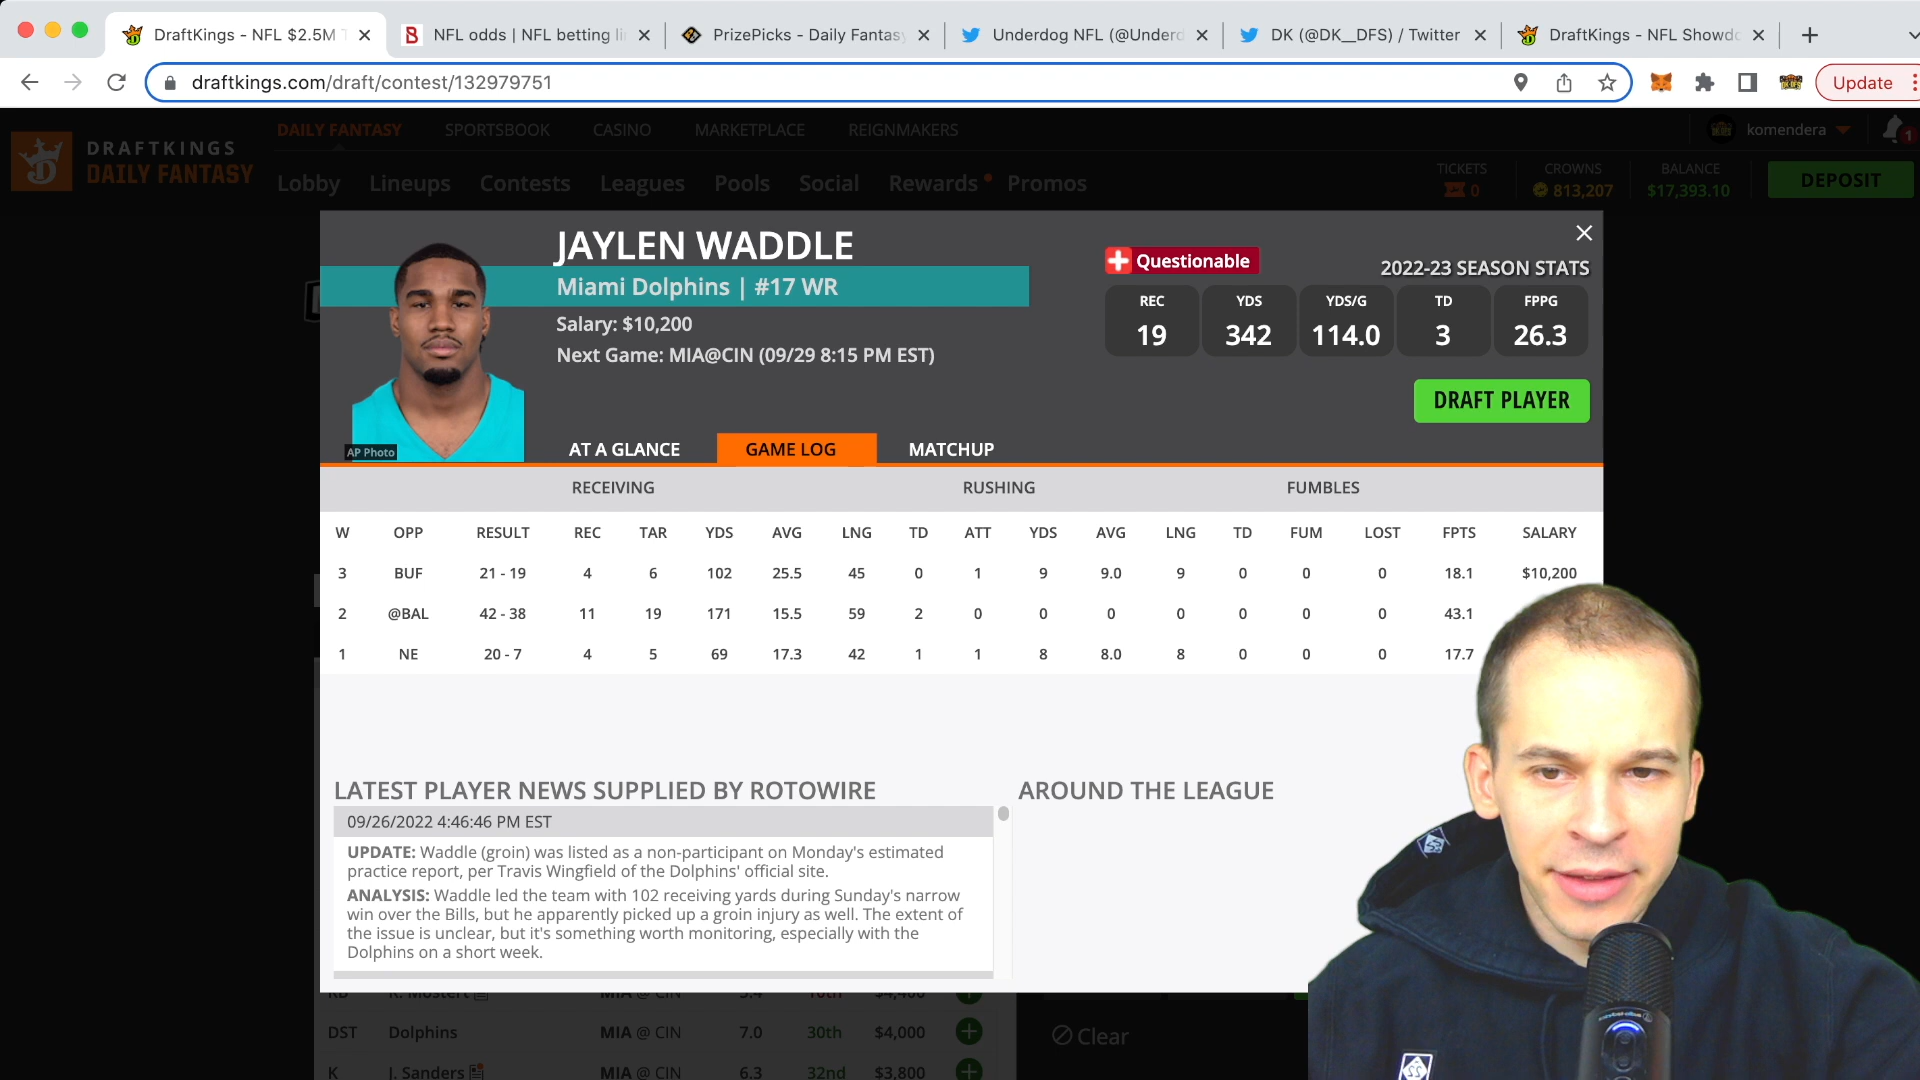 DraftKings - NFL $2.5M T
NFL odds | NFL betting li
PrizePicks - Daily Fantasy
Underdog NFL (@Underd
DK (@DK__DFS) / Twitter
DraftKings - NFL Showdo
draftkings.com/draft/contest/132979751
Update
DRAFTKINGS
DAILY FANTASY
DAILY FANTASY SPORTSBOOK CASINO MARKETPLACE REIGNMAKERS
komendera
1
Lobby Lineups Contests Leagues Pools Social Rewards Promos
TICKETS
0
CROWNS
813,207
BALANCE
$17,393.10
DEPOSIT
JAYLEN WADDLE
Miami Dolphins | #17 WR
Salary: $10,200
Next Game: MIA@CIN (09/29 8:15 PM EST)
AP Photo
Questionable
2022-23 SEASON STATS
REC YDS YDS/G TD FPPG
19 342 114.0 3 26.3
DRAFT PLAYER
AT A GLANCE GAME LOG MATCHUP
RECEIVING RUSHING FUMBLES
W OPP RESULT REC TAR YDS AVG LNG TD ATT YDS AVG LNG TD FUM LOST FPTS SALARY
3 BUF 21 - 19 4 6 102 25.5 45 0 1 9 9.0 9 0 0 0 18.1 $10,200
2 @BAL 42 - 38 11 19 171 15.5 59 2 0 0 0 0 0 0 0 43.1
1 NE 20 - 7 4 5 69 17.3 42 1 1 8 8.0 8 0 0 0 17.7
LATEST PLAYER NEWS SUPPLIED BY ROTOWIRE
09/26/2022 4:46:46 PM EST
UPDATE: Waddle (groin) was listed as a non-participant on Monday's estimated
practice report, per Travis Wingfield of the Dolphins' official site.
ANALYSIS: Waddle led the team with 102 receiving yards during Sunday's narrow
win over the Bills, but he apparently picked up a groin injury as well. The extent of
the issue is unclear, but it's something worth monitoring, especially with the
Dolphins on a short week.
AROUND THE LEAGUE
RB R. Mostert MIA @ CIN 5.4 10th $4,400
DST Dolphins MIA @ CIN 7.0 30th $4,000
K J. Sanders MIA @ CIN 6.3 32nd $3,800
Clear